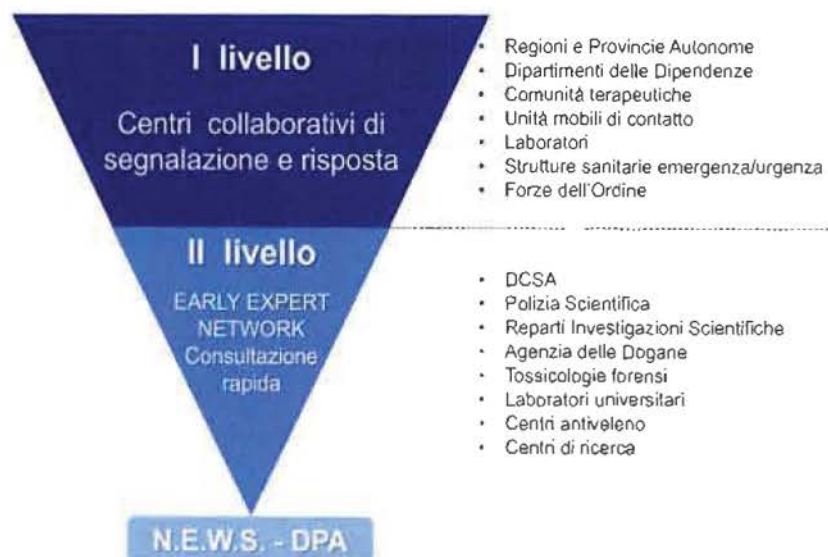 I livello
Centri collaborativi di
segnalazione e risposta
• Regioni e Provincie Autonome
• Dipartimenti delle Dipendenze
• Comunità terapeutiche
• Unità mobili di contatto
• Laboratori
• Strutture sanitarie emergenza/urgenza
• Forze dell'Ordine
II livello
EARLY EXPERT
NETWORK
Consultazione
rapida
• DCSA
• Polizia Scientifica
• Reparti Investigazioni Scientifiche
• Agenzia delle Dogane
• Tossicologie forensi
• Laboratori universitari
• Centri antiveleno
• Centri di ricerca
N.E.W.S. - DPA